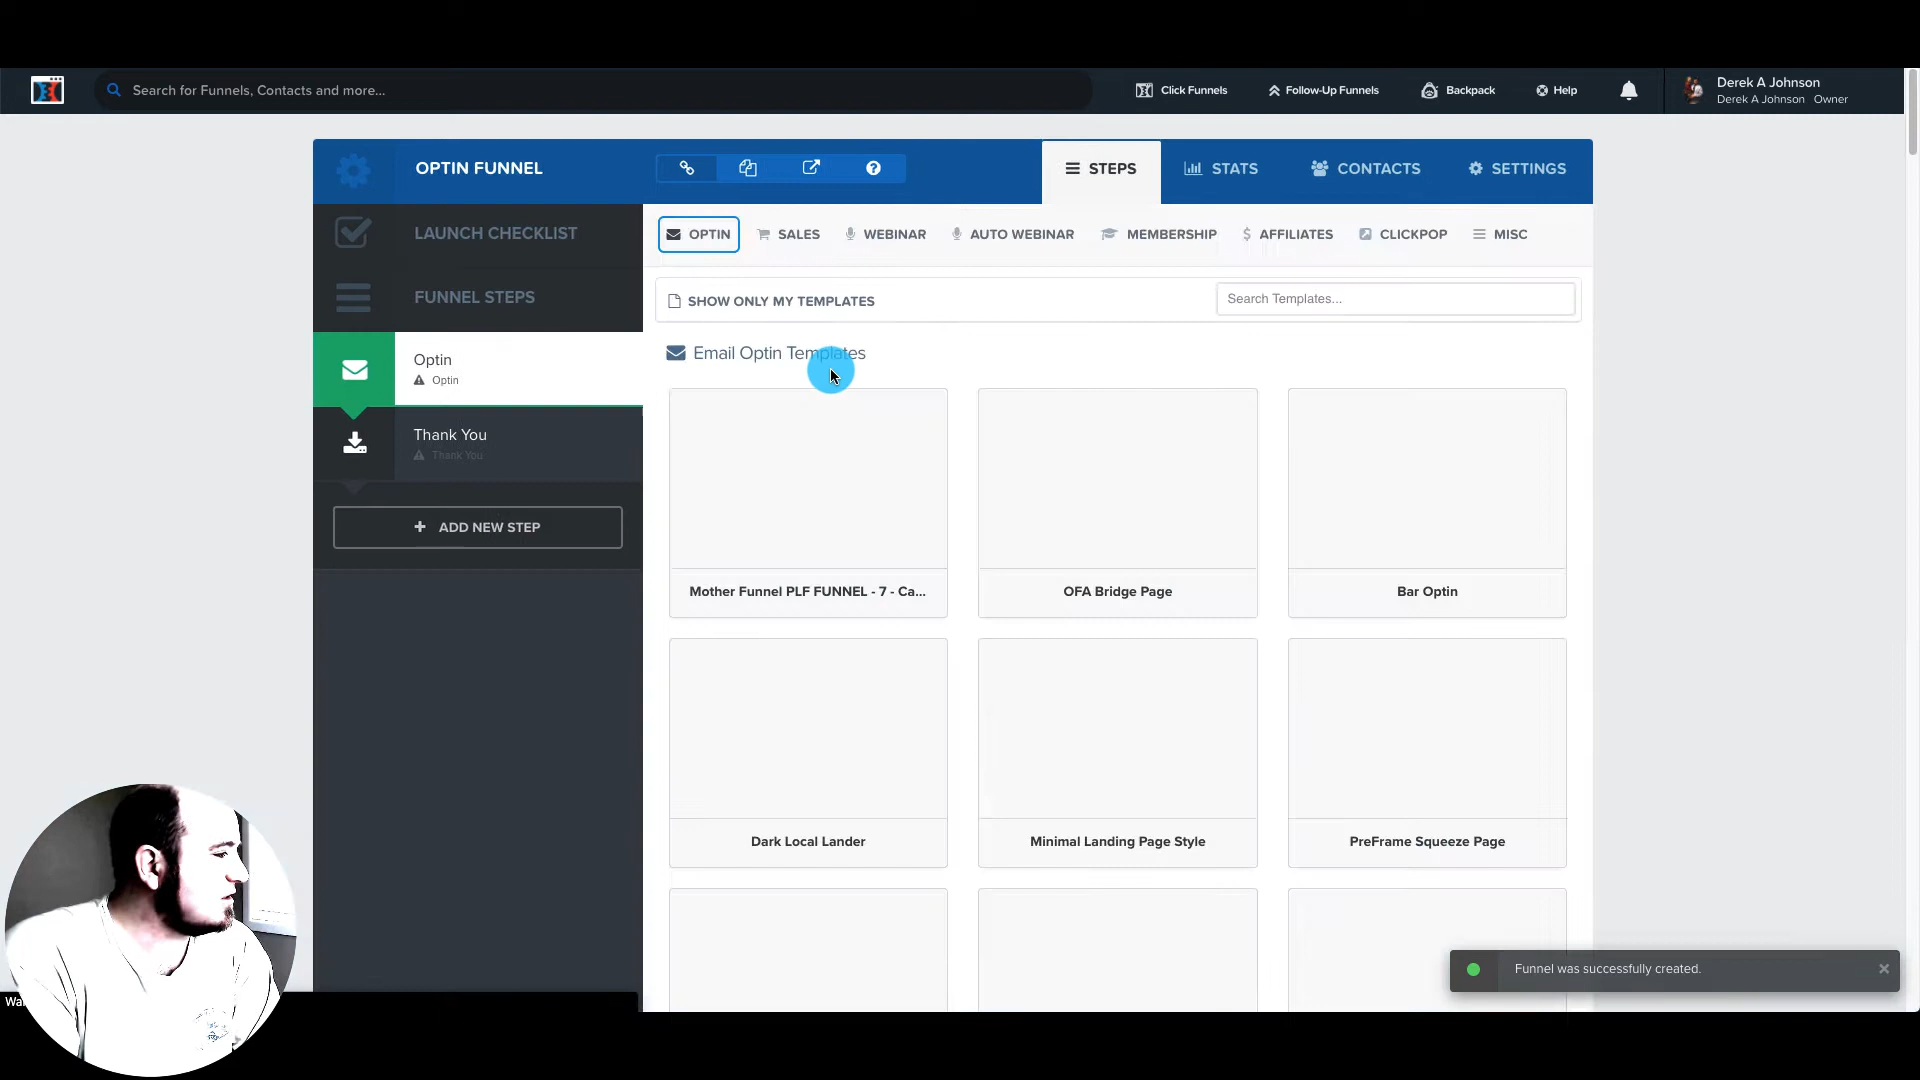 Search for Funnels, Contacts and more...
Click Funnels
Follow-Up Funnels
Backpack
Help
Derek A Johnson
Derek A Johnson Owner
OPTIN FUNNEL
STEPS
STATS
CONTACTS
SETTINGS
LAUNCH CHECKLIST
FUNNEL STEPS
Optin
Optin
Thank You
Thank You
+ ADD NEW STEP
OPTIN
SALES
WEBINAR
AUTO WEBINAR
MEMBERSHIP
$ AFFILIATES
CLICKPOP
MISC
SHOW ONLY MY TEMPLATES
Search Templates...
Email Optin Templates
Mother Funnel PLF FUNNEL - 7 - Ca...
OFA Bridge Page
Bar Optin
Dark Local Lander
Minimal Landing Page Style
PreFrame Squeeze Page
Funnel was successfully created.